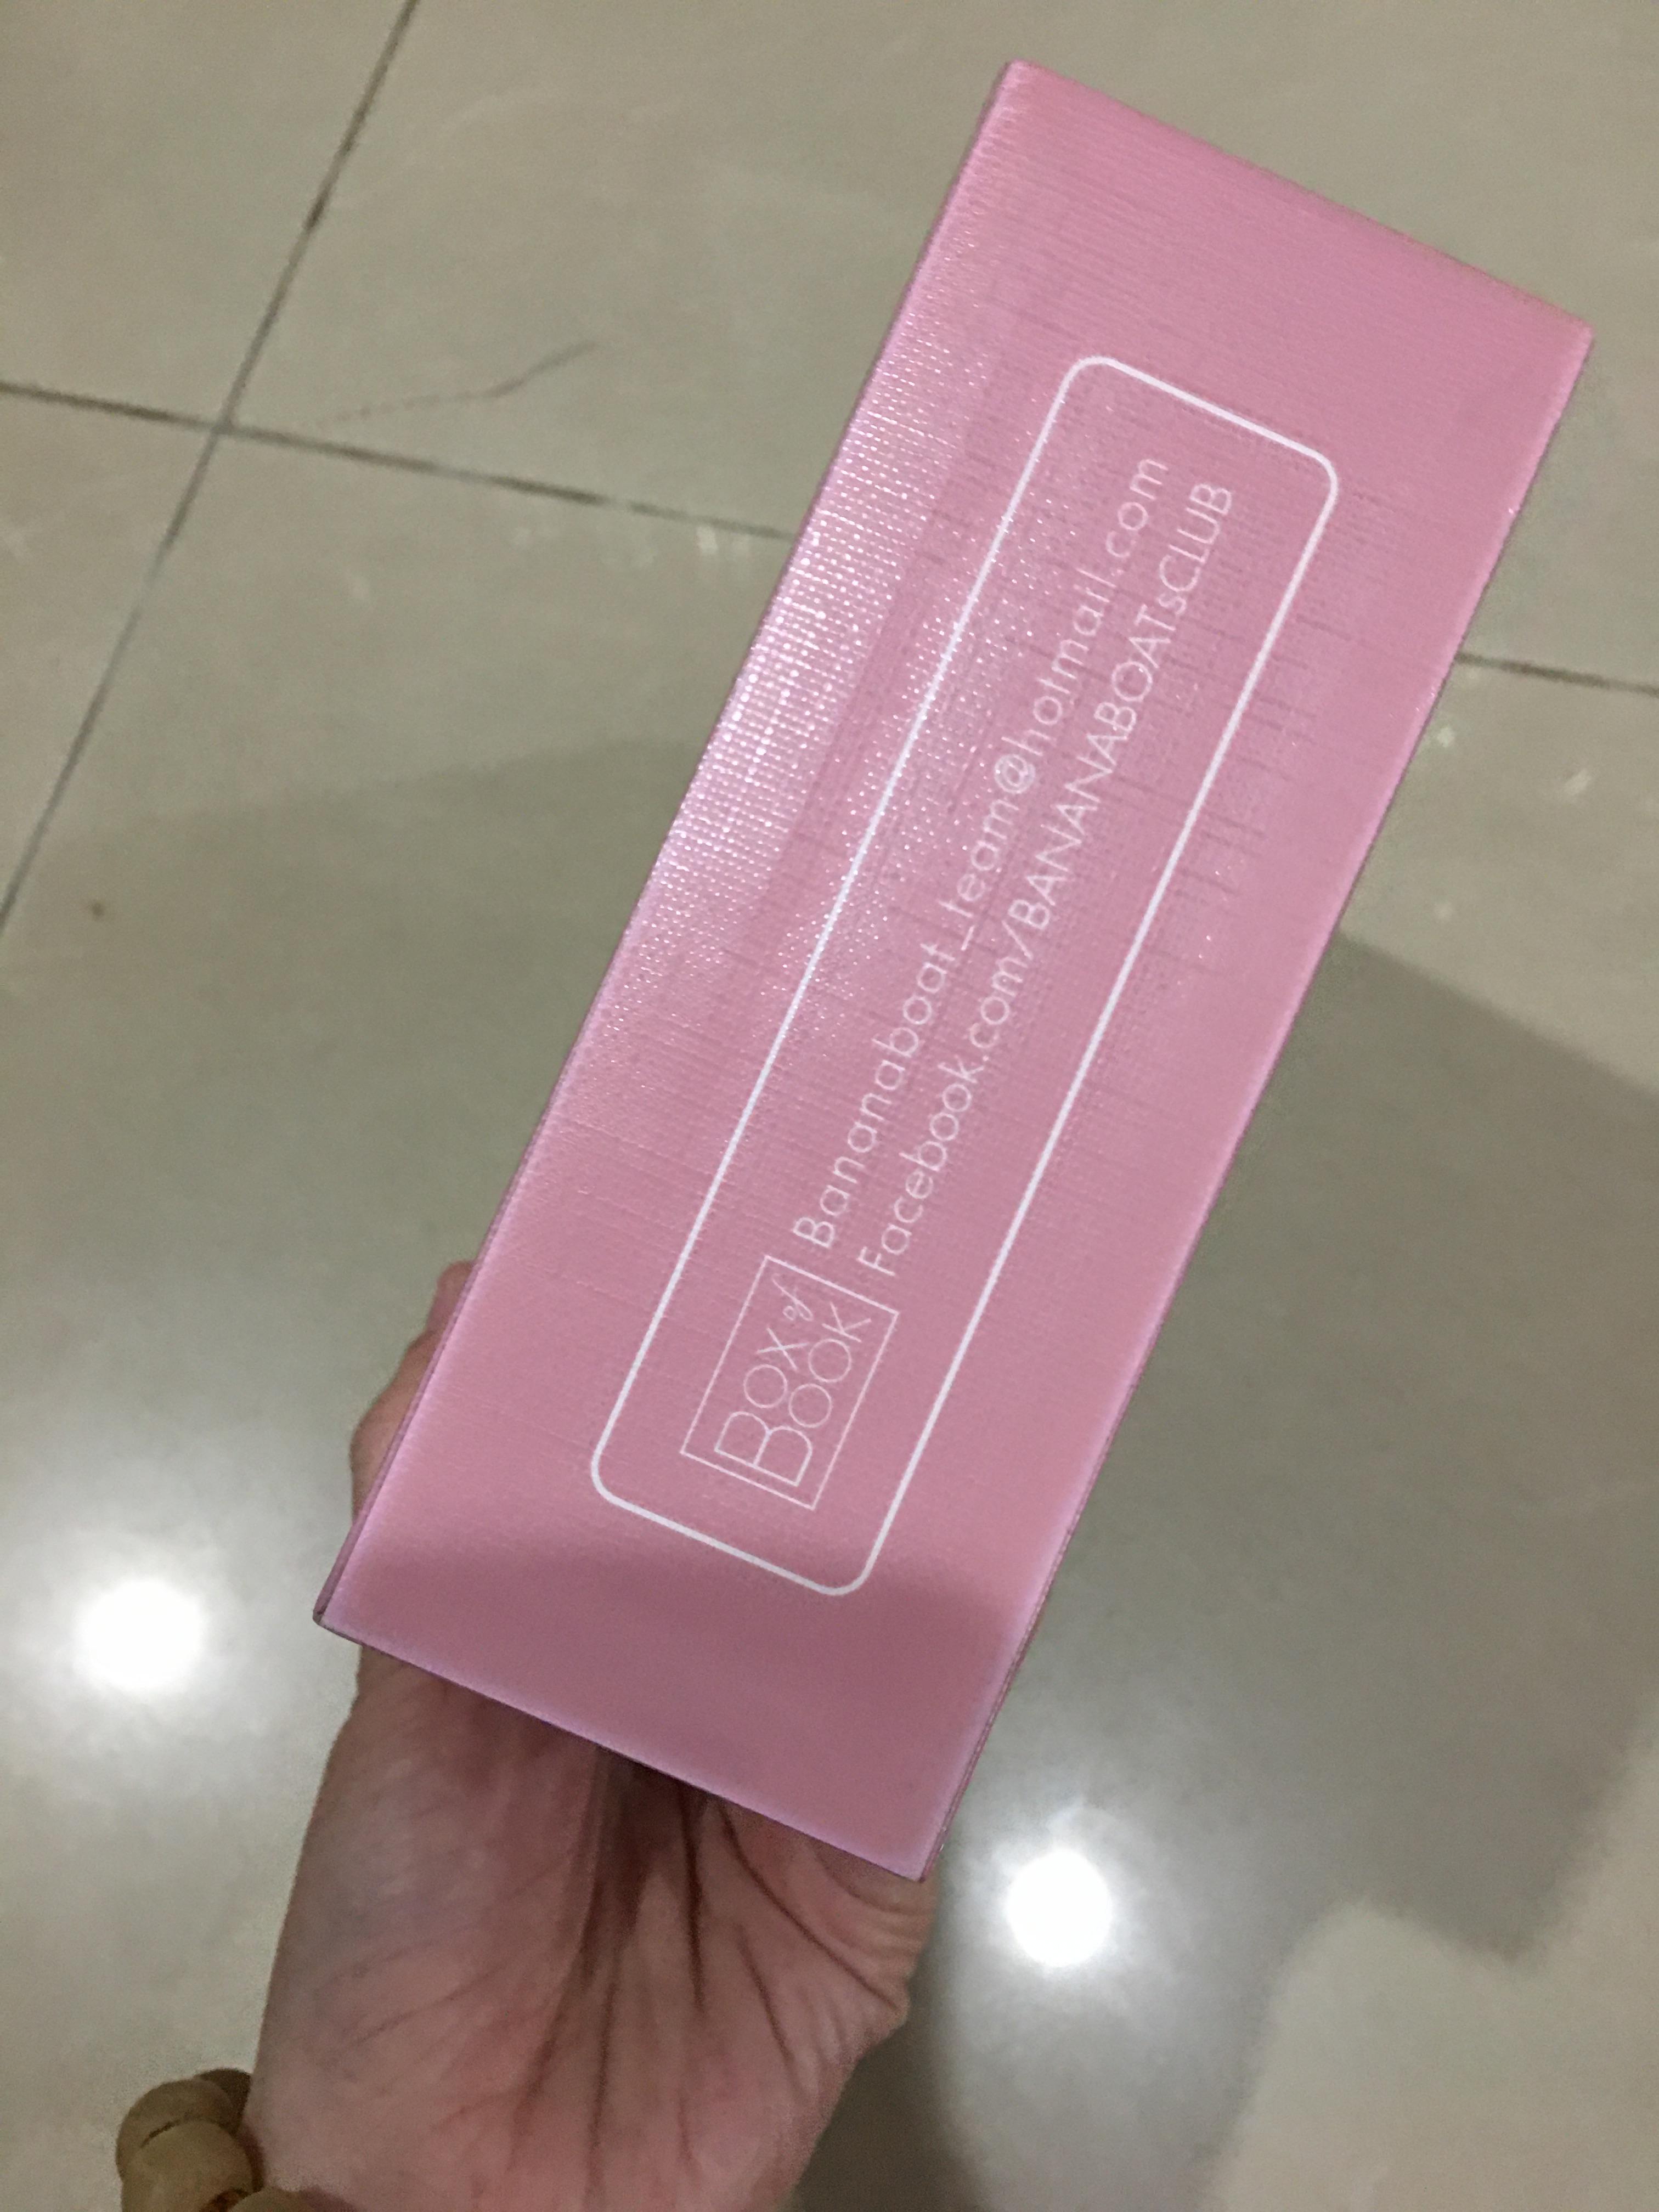 BOX of
BOOK
Bananaboat_team@hotmail.com
Facebook.com/BANANABOATsCLUB